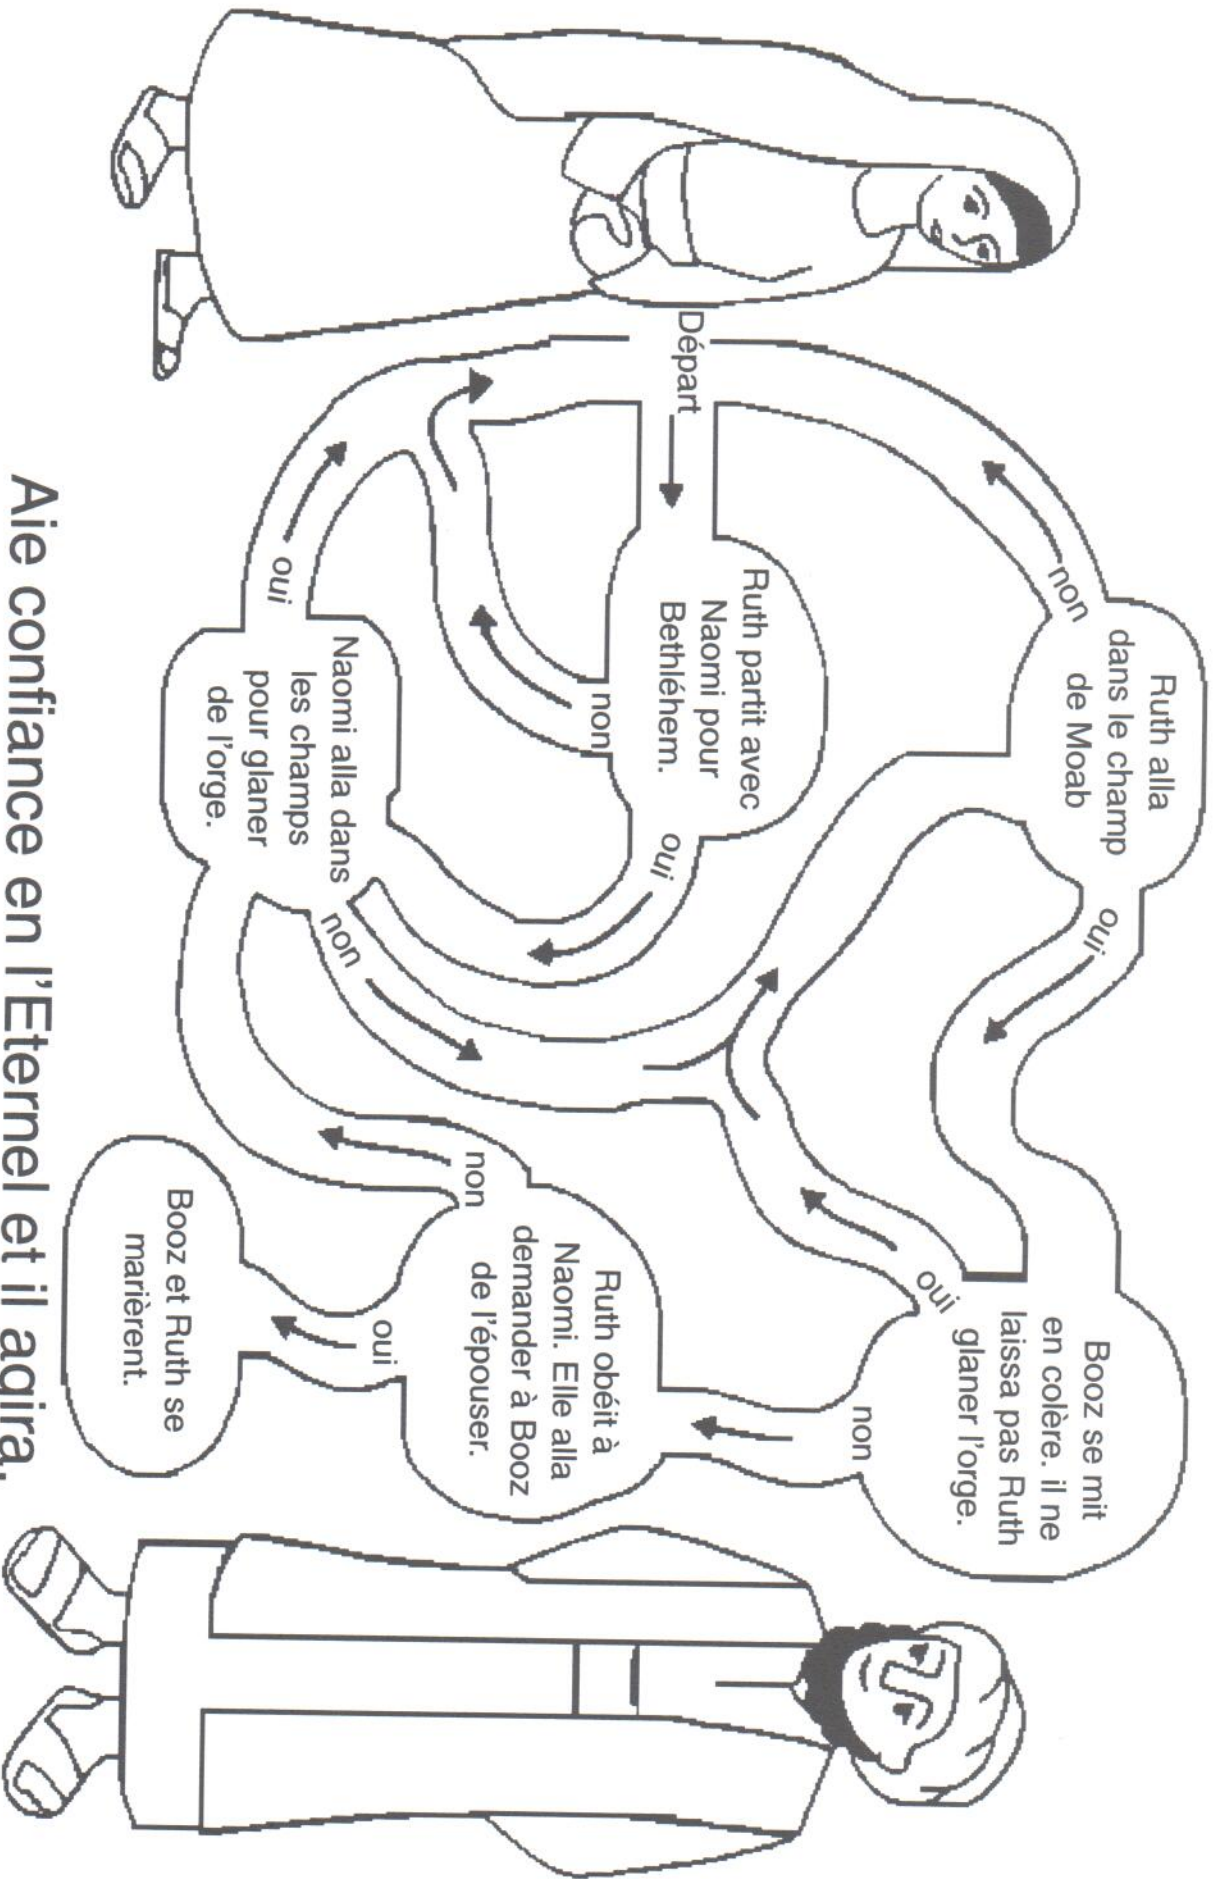 Départ
Ruth partit avec
Naomi pour
Bethléhem.
non
oui
Naomi alla dans
les champs
pour glaner
de l'orge.
oui
non
Ruth alla
dans le champ
de Moab
non
oui
Booz se mit
en colère. il ne
laissa pas Ruth
glaner l'orge.
oui
non
Ruth obéit à
Naomi. Elle alla
demander à Booz
de l'épouser.
non
oui
Booz et Ruth se
marièrent.
Aie confiance en l'Eternel et il agira.